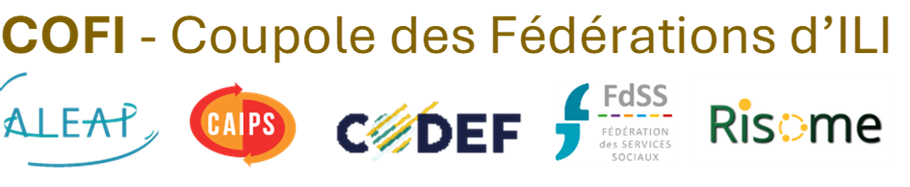 COFI - Coupole des Fédérations d’ILI
ALEAP
CAIPS
CODEF
FdSS
FÉDÉRATION
des SERVICES
SOCIAUX
Risome